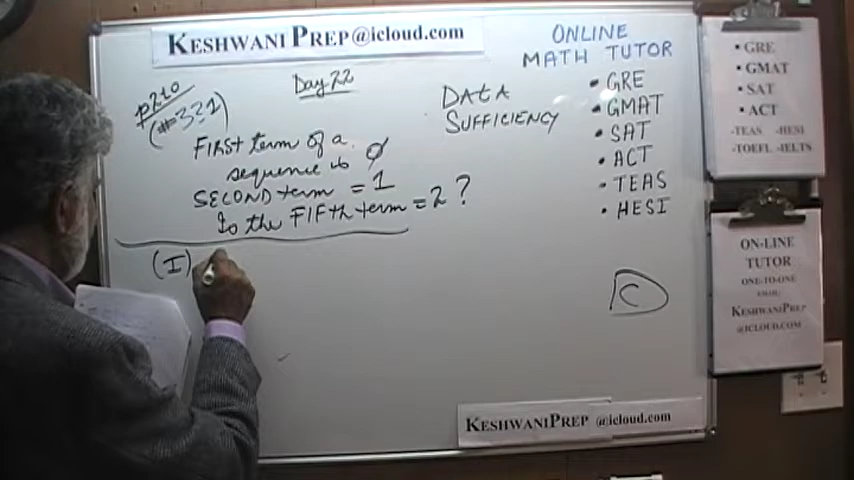 KESHWANI PREP@icloud.com
Day 22
p210
(#321)
FIRST term of a
sequence is 0
SECOND term = 1
Is the FIFTH term = 2 ?
(I)
DATA
SUFFICIENCY
C
ONLINE
MATH TUTOR
• GRE
• GMAT
• SAT
• ACT
• TEAS
• HESI
KESHWANIPREP @icloud.com
• GRE
• GMAT
• SAT
• ACT
-TEAS -HESI
-TOEFL -IELTS
ON-LINE
TUTOR
ONE-TO-ONE
KESHWANIPREP
@ICLOUD.COM